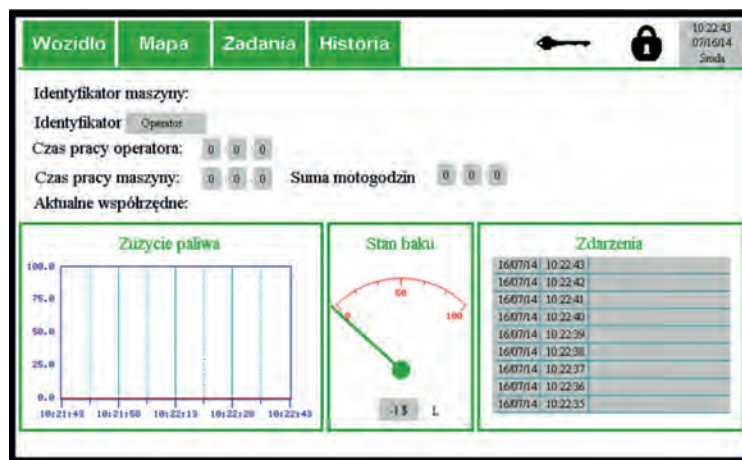 Wozidło Mapa Zadania Historia
10:22:43
07/16/14
Środa
Identyfikator maszyny:
Identyfikator Operator
Czas pracy operatora: 0 0 0
Czas pracy maszyny: 0 0 0 Suma motogodzin 0 0 0
Aktualne współrzędne:
Zużycie paliwa
100.0
75.0
50.0
25.0
0.0
10:21:43 10:21:58 10:22:13 10:22:28 10:22:43
Stan baku
0 50 100
L
Zdarzenia
16/07/14 10:22:43
16/07/14 10:22:42
16/07/14 10:22:41
16/07/14 10:22:40
16/07/14 10:22:39
16/07/14 10:22:38
16/07/14 10:22:37
16/07/14 10:22:36
16/07/14 10:22:35